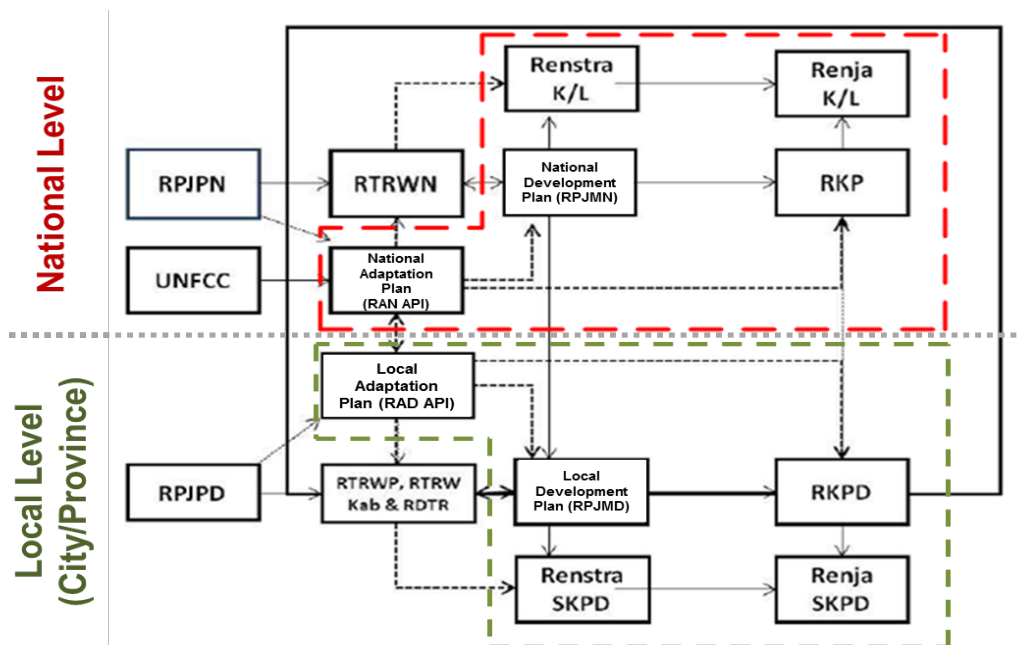 National Level
Renstra
K/L
Renja
K/L
RPJPN
RTRWN
National
Development
Plan (RPJMN)
RKP
UNFCC
National
Adaptation
Plan
(RAN API)
Local Level
(City/Province)
Local
Adaptation
Plan (RAD API)
RPJPD
RTRWP, RTRW
Kab & RDTR
Local
Development
Plan (RPJMD)
RKPD
Renstra
SKPD
Renja
SKPD